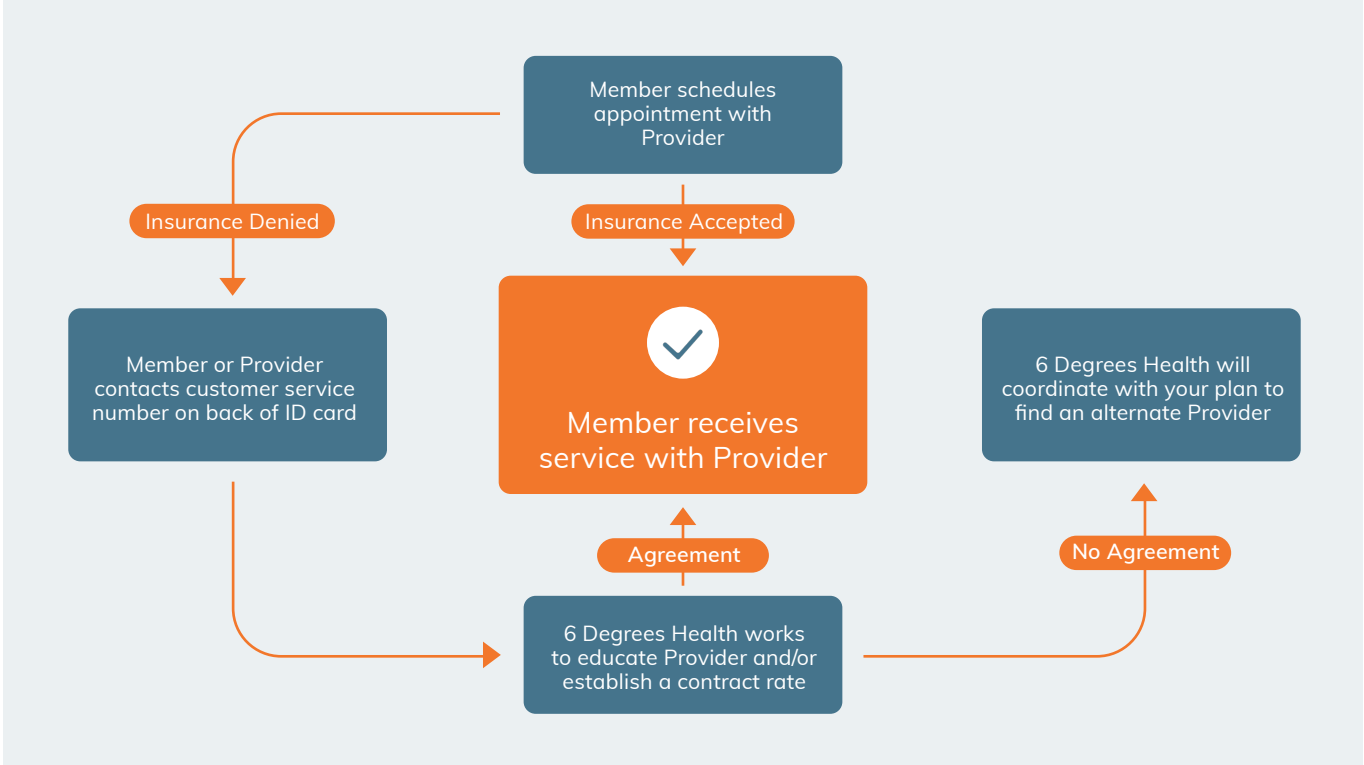 Member schedules
appointment with
Provider
Insurance Denied
Insurance Accepted
Member or Provider
contacts customer service
number on back of ID card
Member receives
service with Provider
6 Degrees Health will
coordinate with your plan to
find an alternate Provider
Agreement
No Agreement
6 Degrees Health works
to educate Provider and/or
establish a contract rate